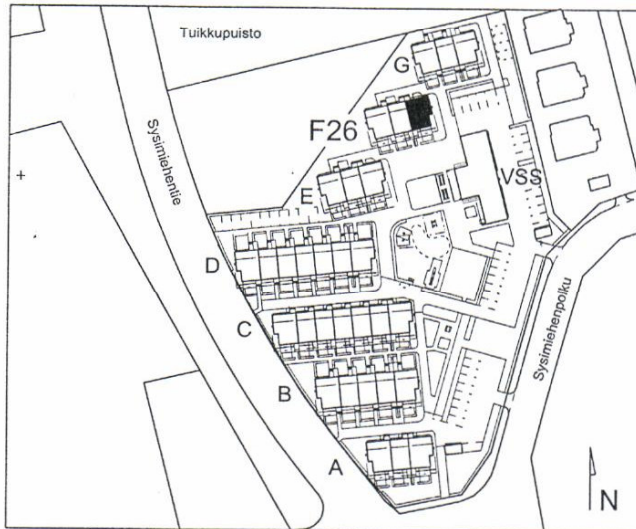 Tuikkupuisto
G
F26
Sysimiehentie
VSS
E
D
Sysimiehenpolku
C
B
A
N